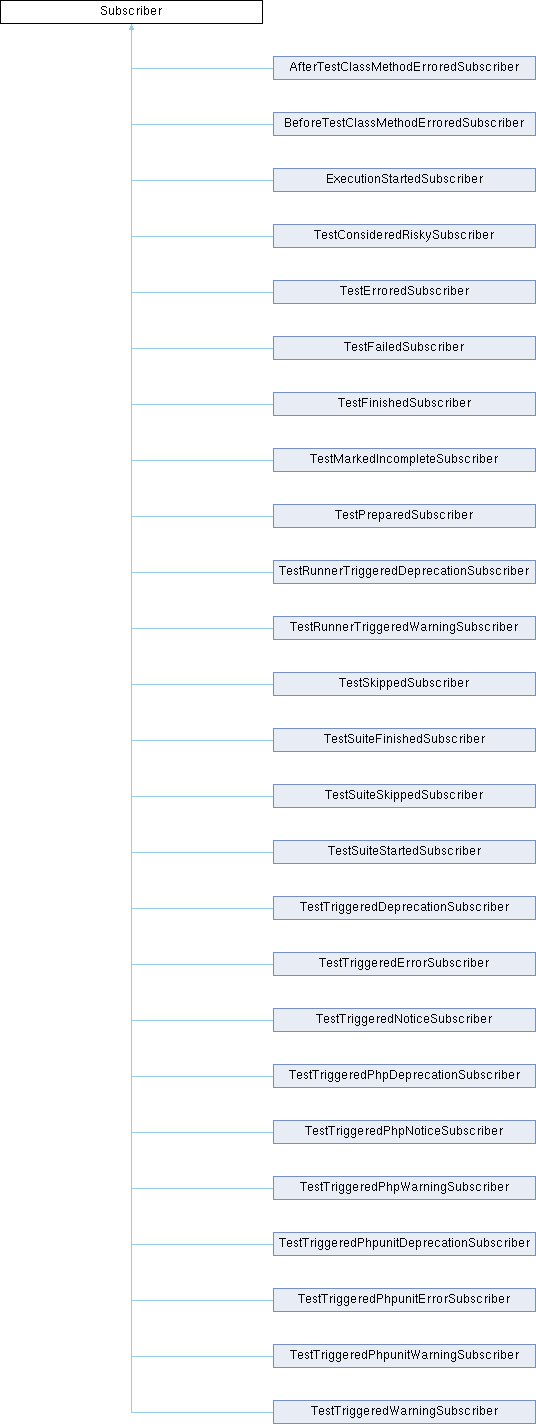 Subscriber
AfterTestClassMethodErroredSubscriber
BeforeTestClassMethodErroredSubscriber
ExecutionStartedSubscriber
TestConsideredRiskySubscriber
TestErroredSubscriber
TestFailedSubscriber
TestFinishedSubscriber
TestMarkedIncompleteSubscriber
TestPreparedSubscriber
TestRunnerTriggeredDeprecationSubscriber
TestRunnerTriggeredWarningSubscriber
TestSkippedSubscriber
TestSuiteFinishedSubscriber
TestSuiteSkippedSubscriber
TestSuiteStartedSubscriber
TestTriggeredDeprecationSubscriber
TestTriggeredErrorSubscriber
TestTriggeredNoticeSubscriber
TestTriggeredPhpDeprecationSubscriber
TestTriggeredPhpNoticeSubscriber
TestTriggeredPhpWarningSubscriber
TestTriggeredPhpunitDeprecationSubscriber
TestTriggeredPhpunitErrorSubscriber
TestTriggeredPhpunitWarningSubscriber
TestTriggeredWarningSubscriber